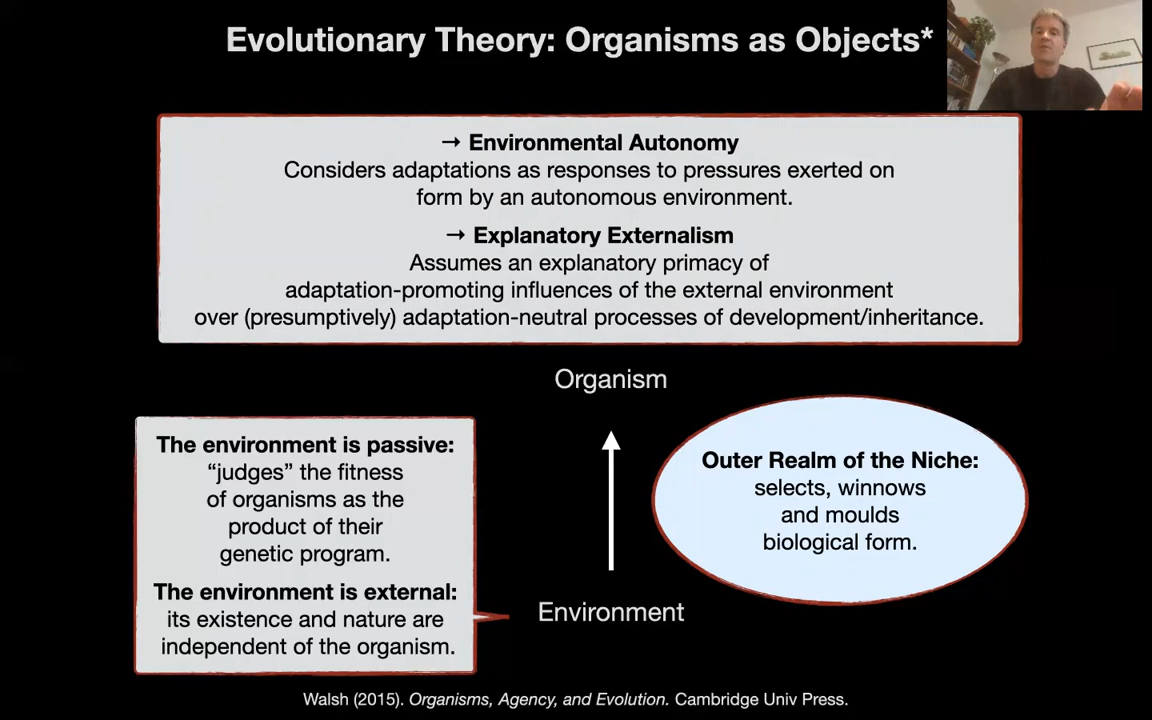 Evolutionary Theory: Organisms as Objects*
→ Environmental Autonomy
Considers adaptations as responses to pressures exerted on
form by an autonomous environment.
→ Explanatory Externalism
Assumes an explanatory primacy of
adaptation-promoting influences of the external environment
over (presumptively) adaptation-neutral processes of development/inheritance.
Organism
The environment is passive:
“judges” the fitness
of organisms as the
product of their
genetic program.
The environment is external:
its existence and nature are
independent of the organism.
Outer Realm of the Niche:
selects, winnows
and moulds
biological form.
Environment
Walsh (2015). Organisms, Agency, and Evolution. Cambridge Univ Press.